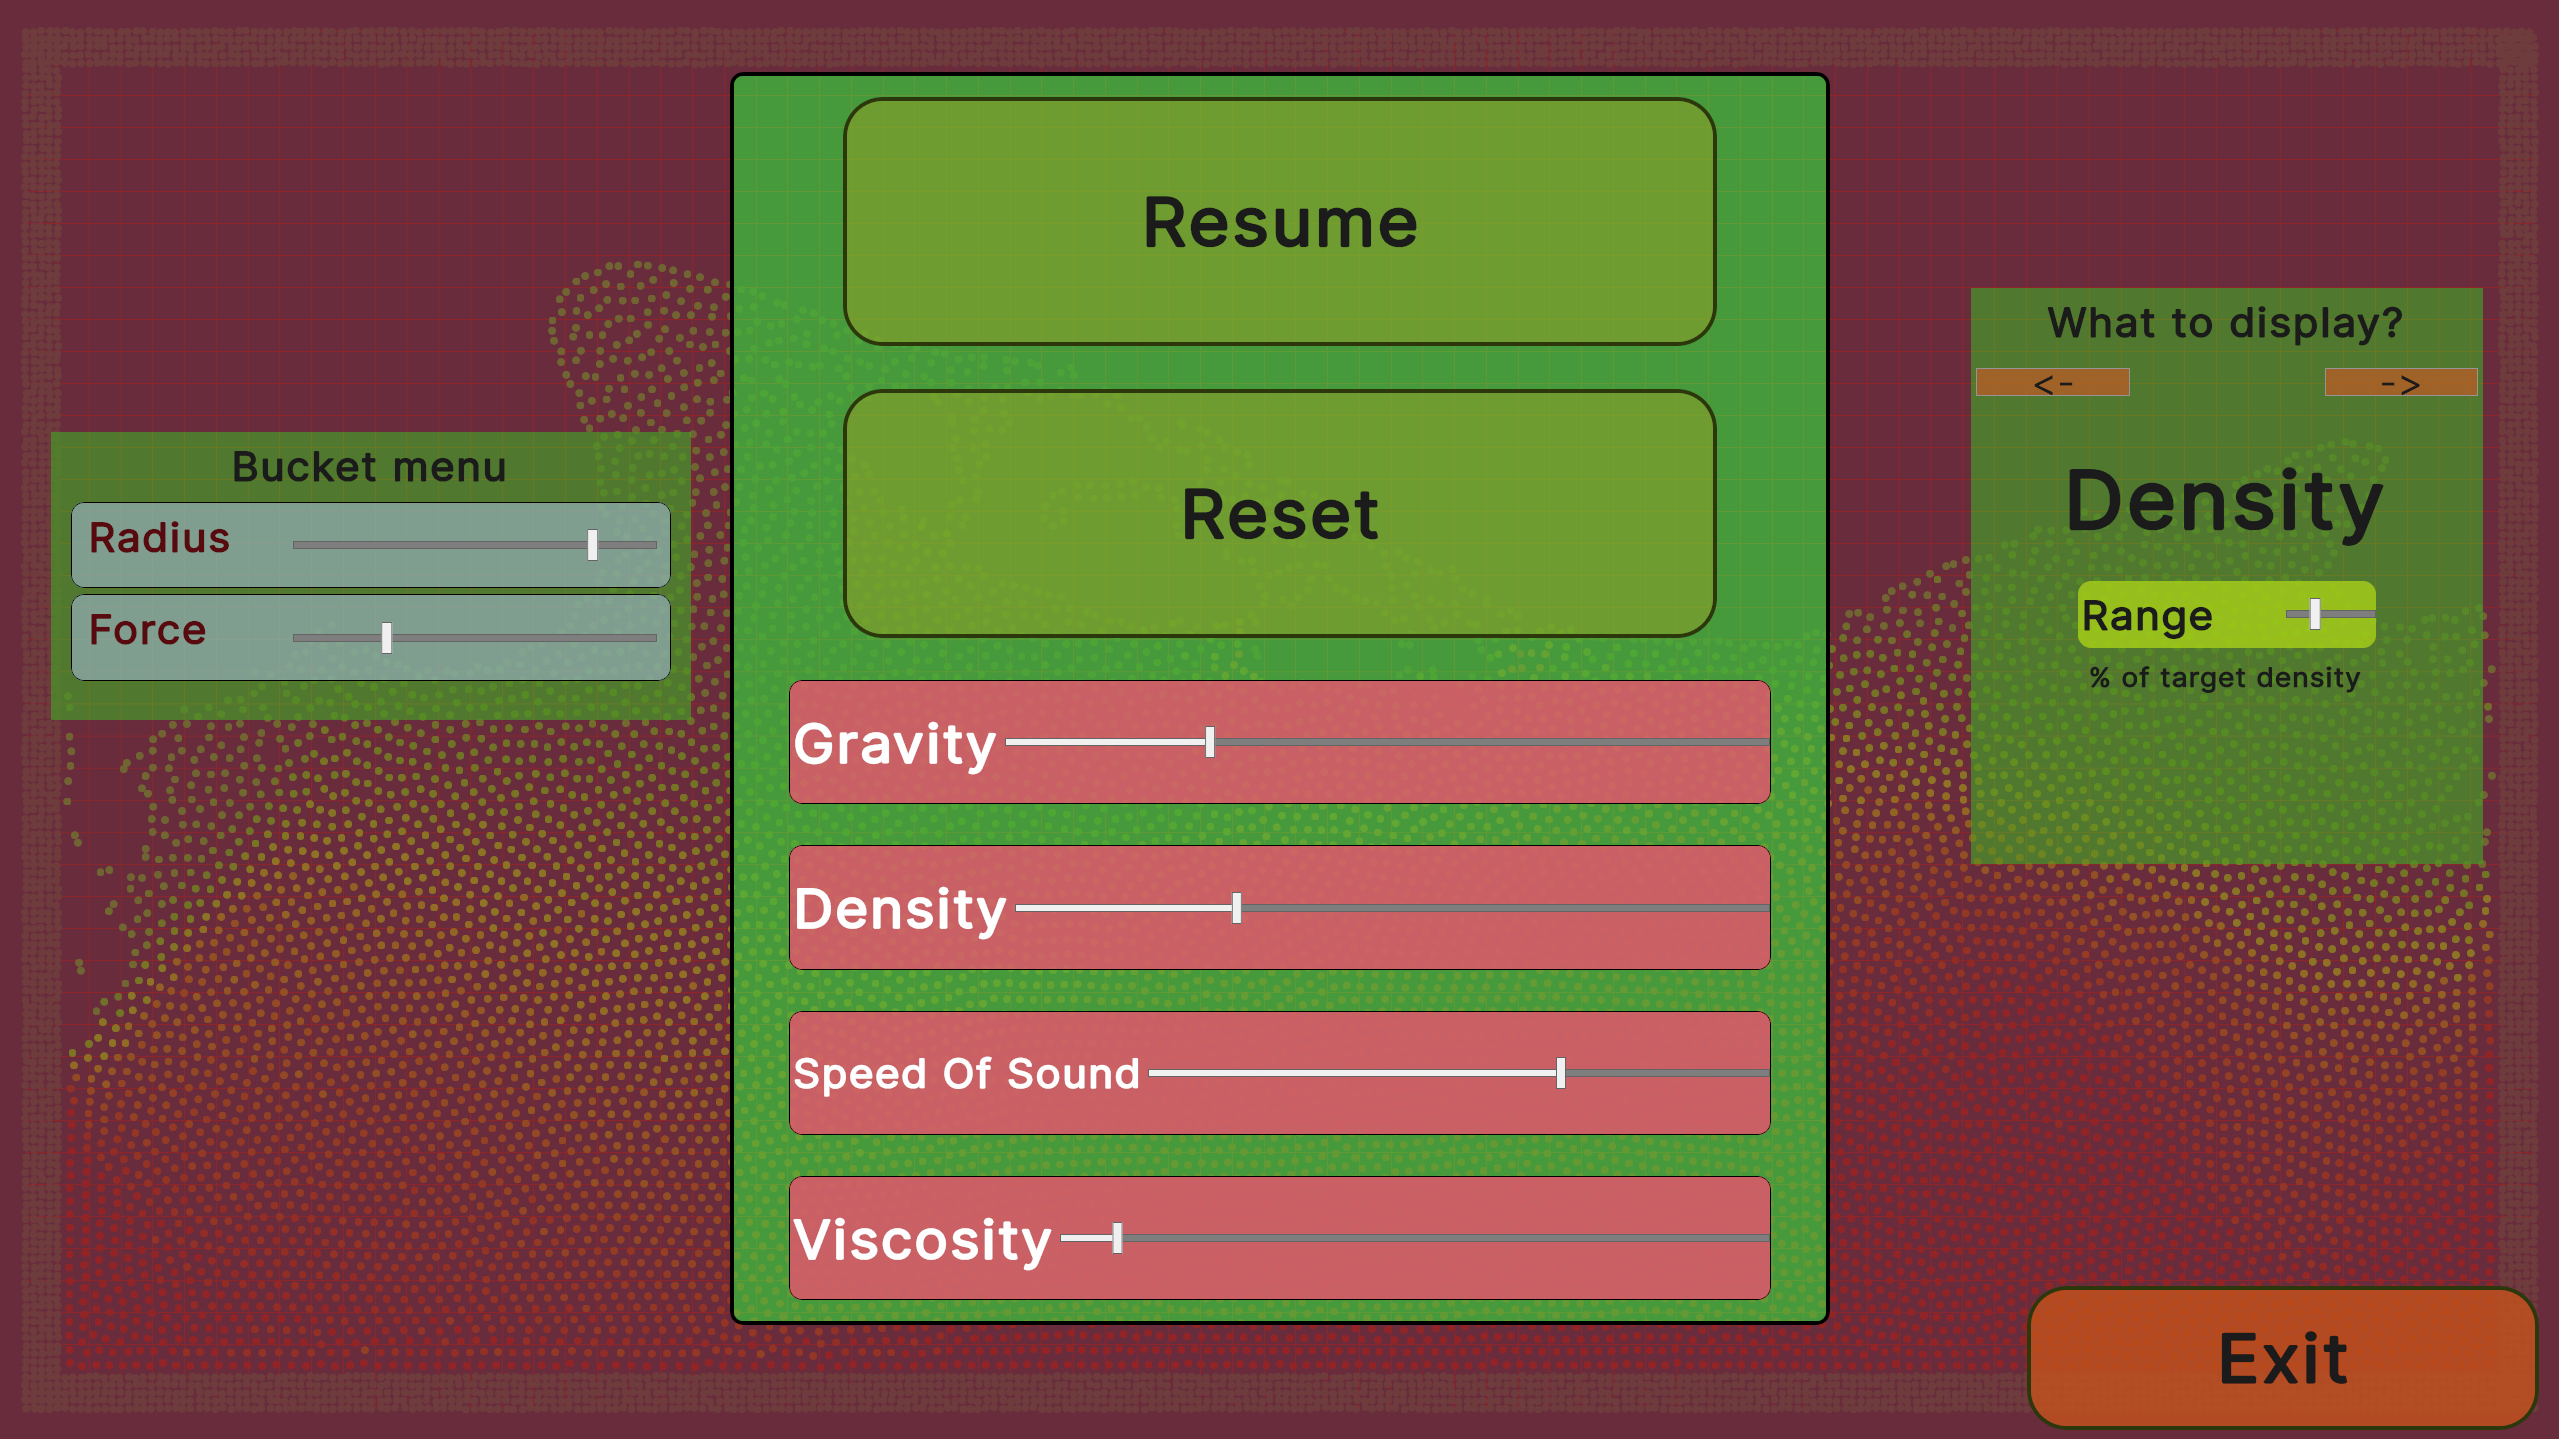 Resume
Reset
Gravity
Density
Speed Of Sound
Viscosity
Bucket menu
Radius
Force
What to display?
<- ->
Density
Range
% of target density
Exit